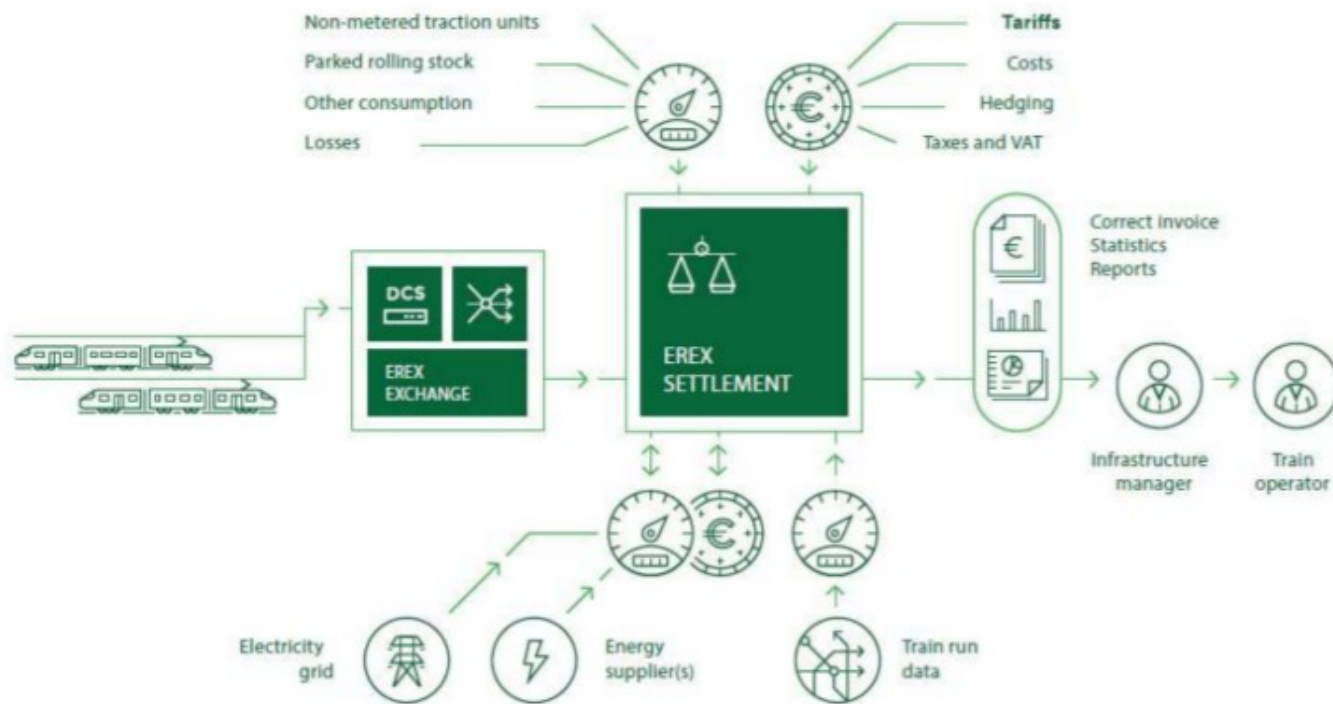 Non-metered traction units
Parked rolling stock
Other consumption
Losses
Tariffs
Costs
Hedging
Taxes and VAT
DCS
EREX
EXCHANGE
EREX
SETTLEMENT
€
€
Correct invoice
Statistics
Reports
Infrastructure
manager
Train
operator
€
Electricity
grid
Energy
supplier(s)
Train run
data